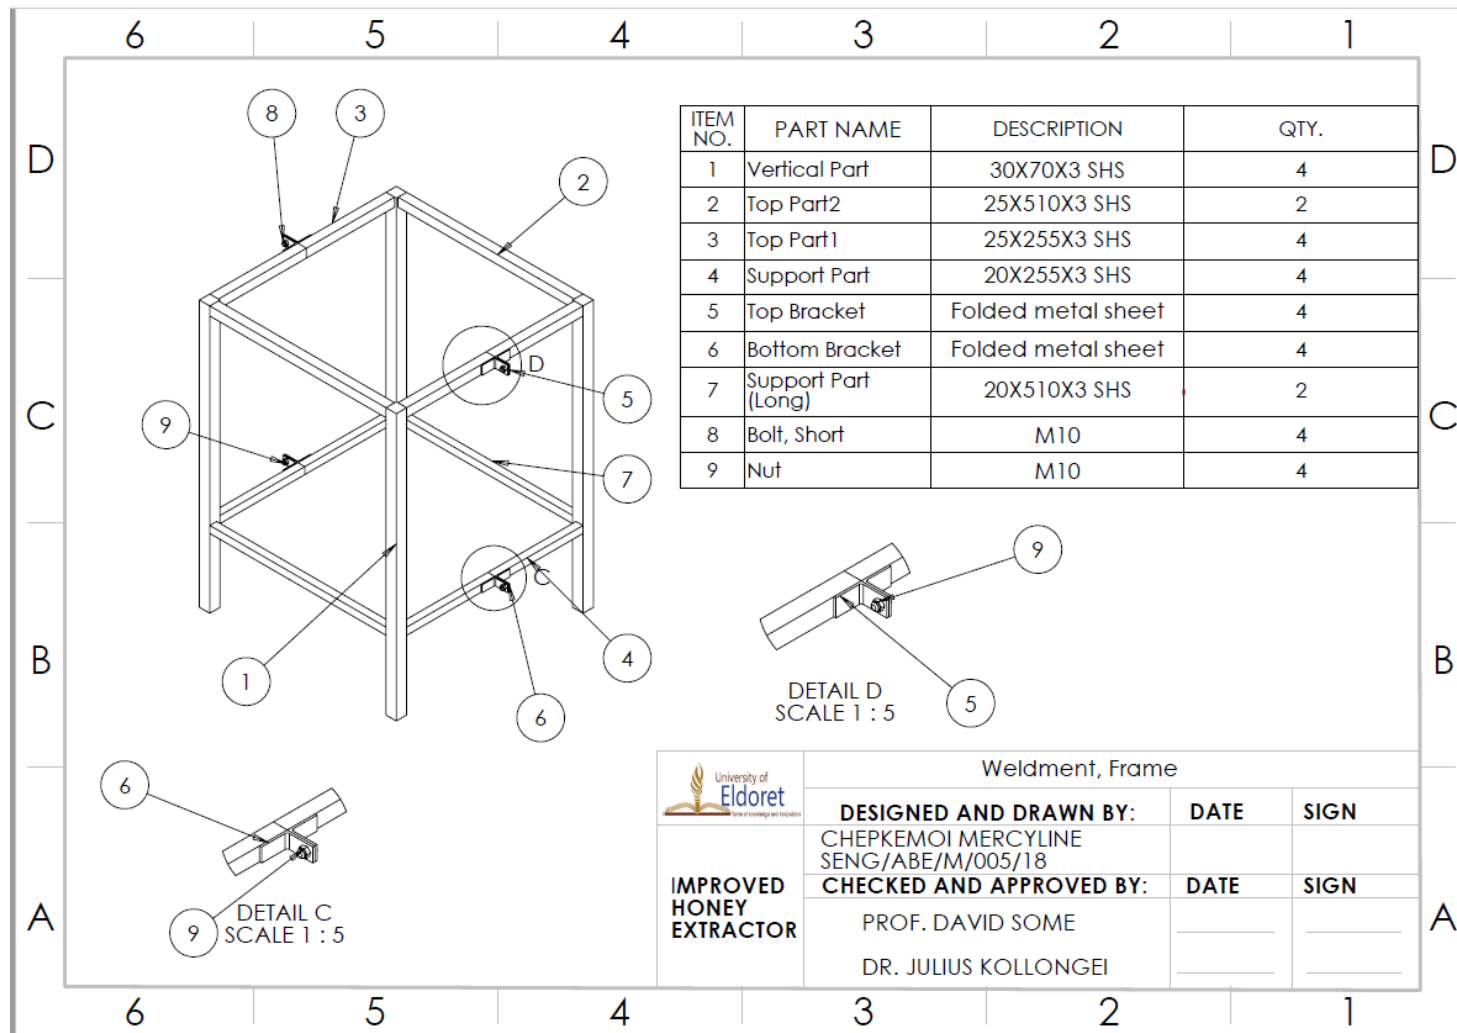 6 5 4 3 2 1
D
C
B
A
D
C
B
A
8
3
2
D
5
9
7
C
4
1
6
ITEM NO. PART NAME DESCRIPTION QTY.
1 Vertical Part 30X70X3 SHS 4
2 Top Part2 25X510X3 SHS 2
3 Top Part1 25X255X3 SHS 4
4 Support Part 20X255X3 SHS 4
5 Top Bracket Folded metal sheet 4
6 Bottom Bracket Folded metal sheet 4
7 Support Part (Long) 20X510X3 SHS 2
8 Bolt, Short M10 4
9 Nut M10 4
9
5
DETAIL D
SCALE 1 : 5
6
9
DETAIL C
SCALE 1 : 5
University of
Eldoret
Weldment, Frame
DESIGNED AND DRAWN BY: DATE SIGN
CHEPKEMOI MERCYLINE
SENG/ABE/M/005/18
IMPROVED
HONEY
EXTRACTOR
CHECKED AND APPROVED BY: DATE SIGN
PROF. DAVID SOME
DR. JULIUS KOLLONGEI
6 5 4 3 2 1